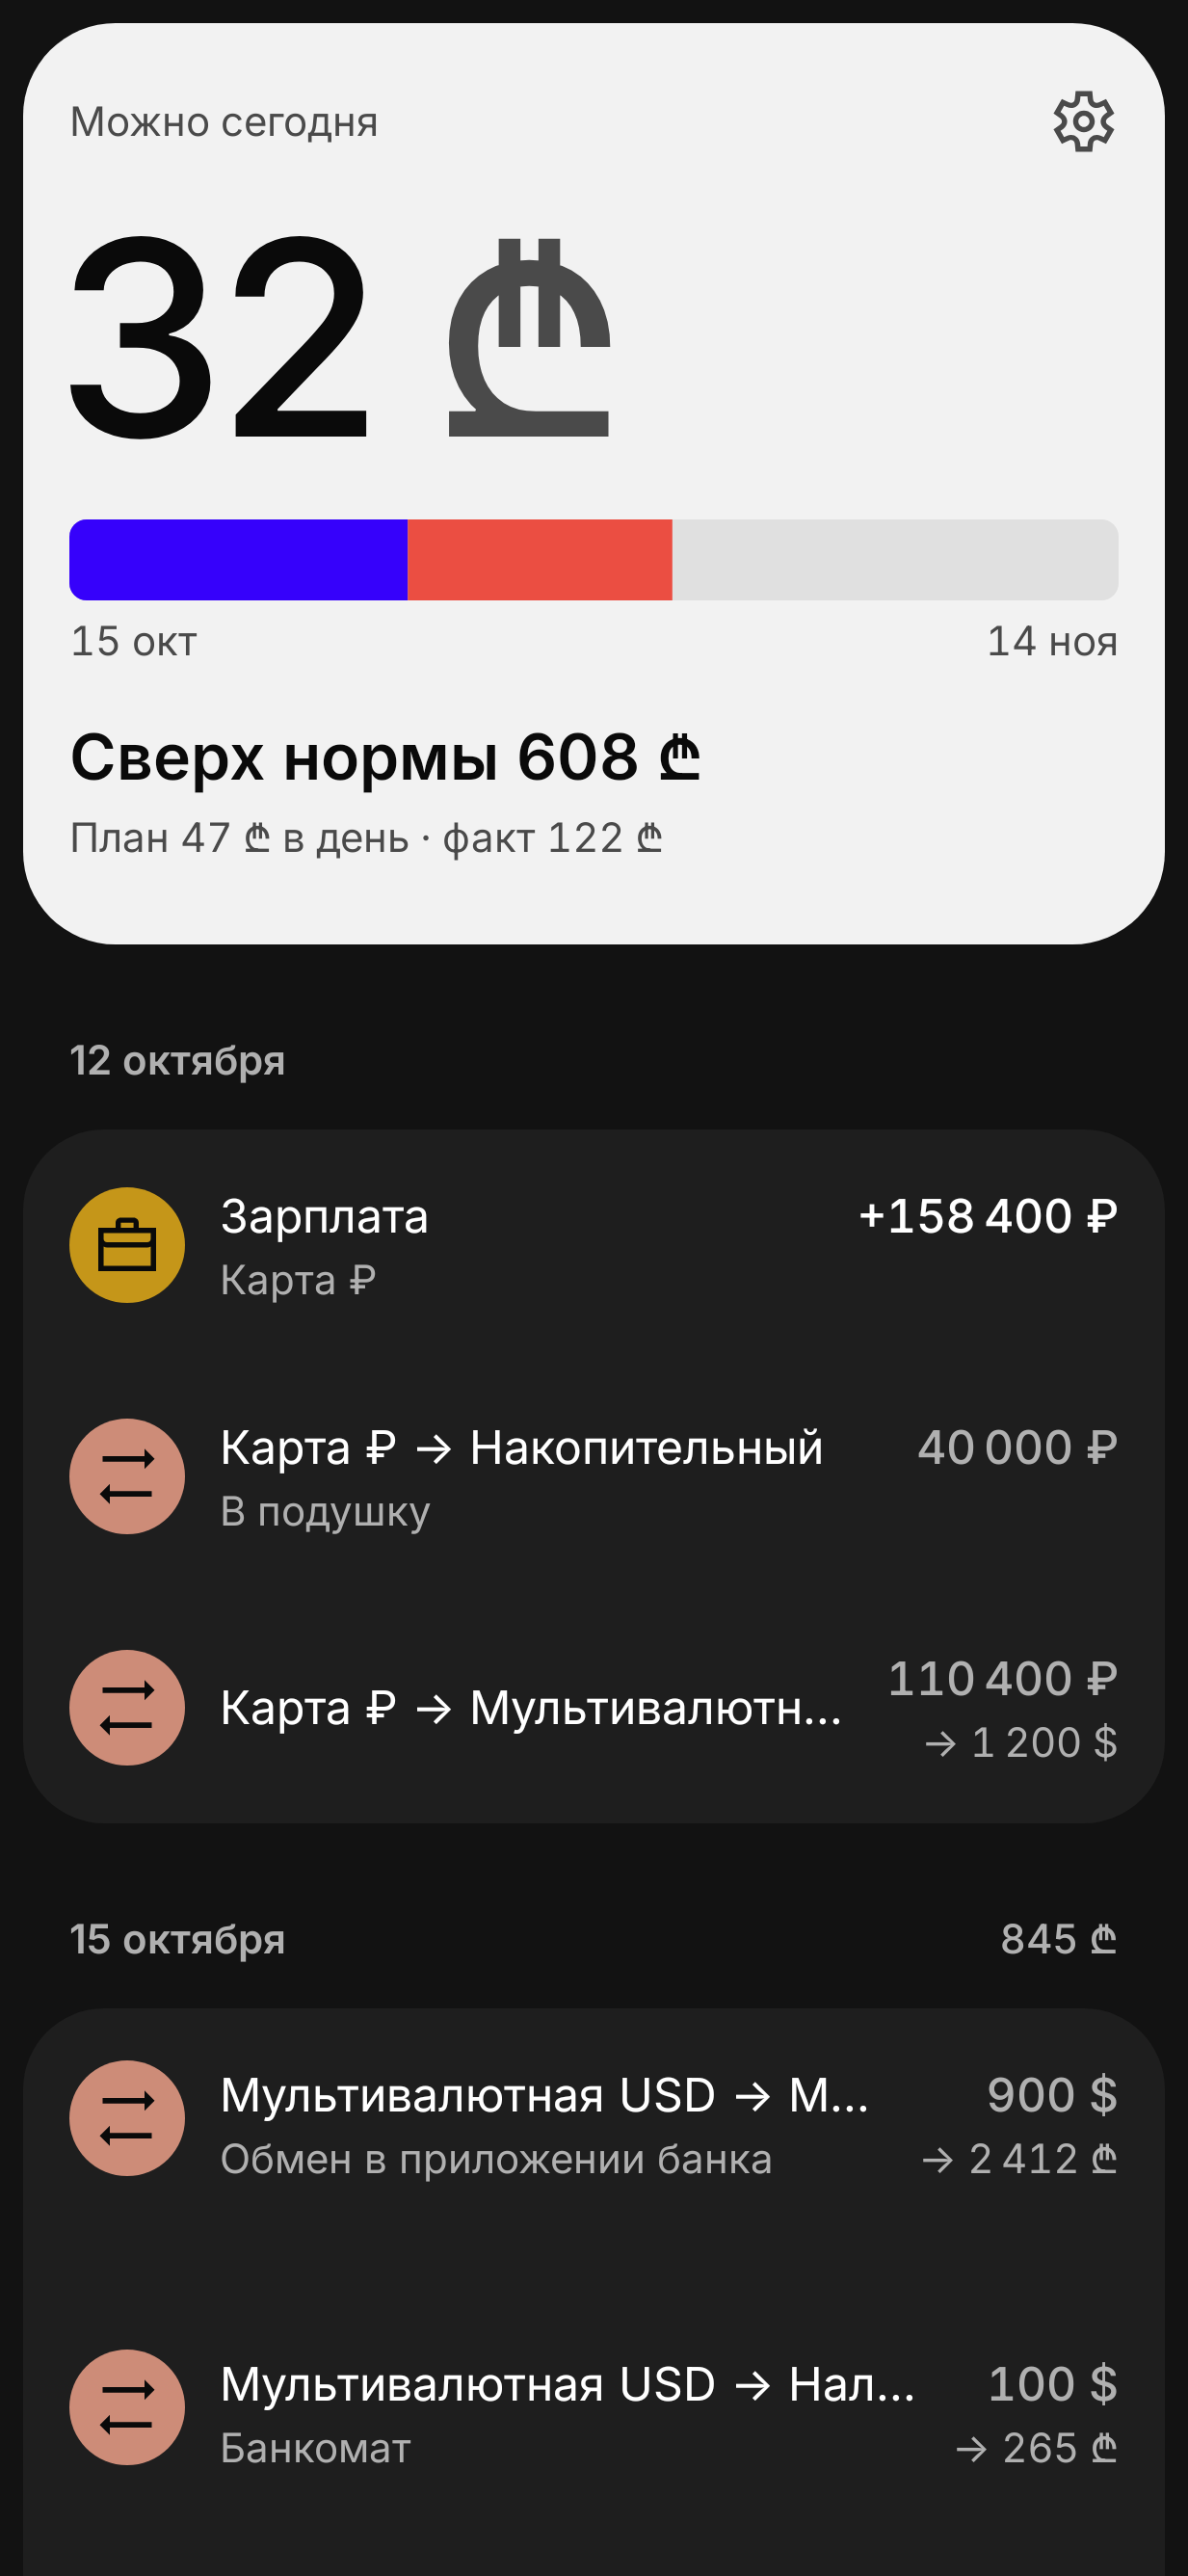 Можно сегодня
32 ₾
15 окт 14 ноя
Сверх нормы 608 ₾
План 47 ₾ в день · факт 122 ₾
12 октября
Зарплата +158 400 ₽
Карта ₽
Карта ₽ → Накопительный 40 000 ₽
В подушку
Карта ₽ → Мультивалютн... 110 400 ₽
→ 1 200 $
15 октября 845 ₾
Мультивалютная USD → М... 900 $
Обмен в приложении банка → 2 412 ₾
Мультивалютная USD → Нал... 100 $
Банкомат → 265 ₾